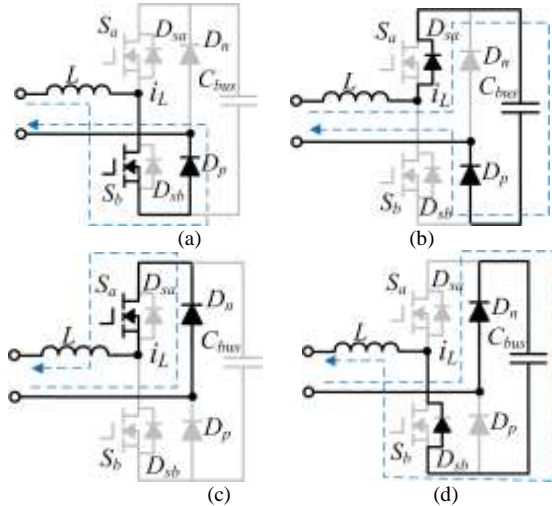 S_a D_sa D_n
L i_L C_bus
S_b D_sb D_p
(a)
S_a D_sa D_n
L i_L C_bus
S_b D_sb D_p
(b)
S_a D_sa D_n
L i_L C_bus
S_b D_sb D_p
(c)
S_a D_sa D_n
L i_L C_bus
S_b D_sb D_p
(d)